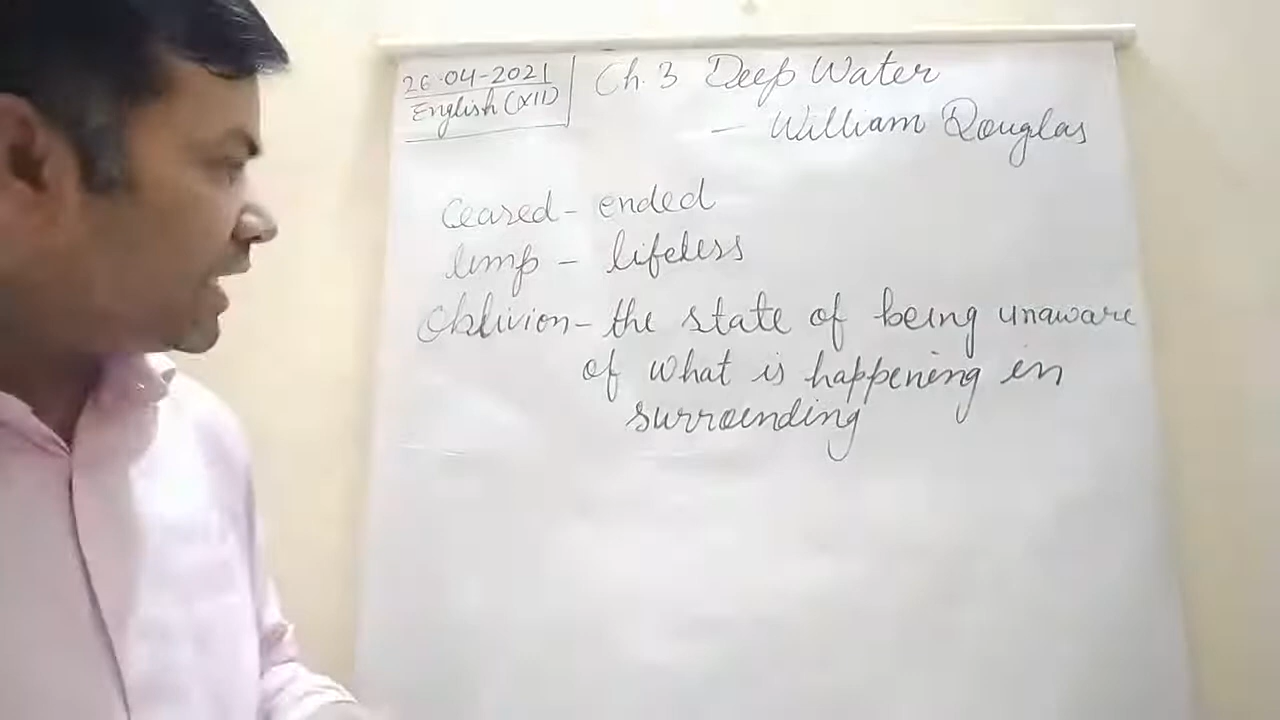 26-04-2021
English (XII)
Ch. 3 Deep Water
- William Douglas
Ceased - ended
limp - lifeless
Oblivion - the state of being unaware
of what is happening in
surrounding